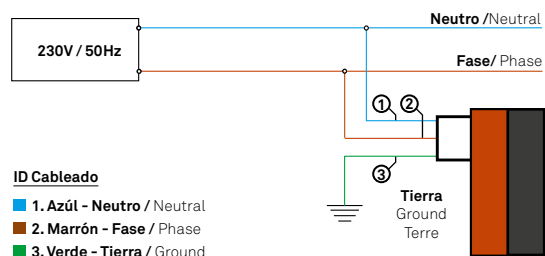 Neutro /Neutral
230V / 50Hz
Fase/ Phase
1 2
3
ID Cableado
Tierra
Ground
Terre
1. Azúl - Neutro / Neutral
2. Marrón - Fase / Phase
3. Verde - Tierra / Ground